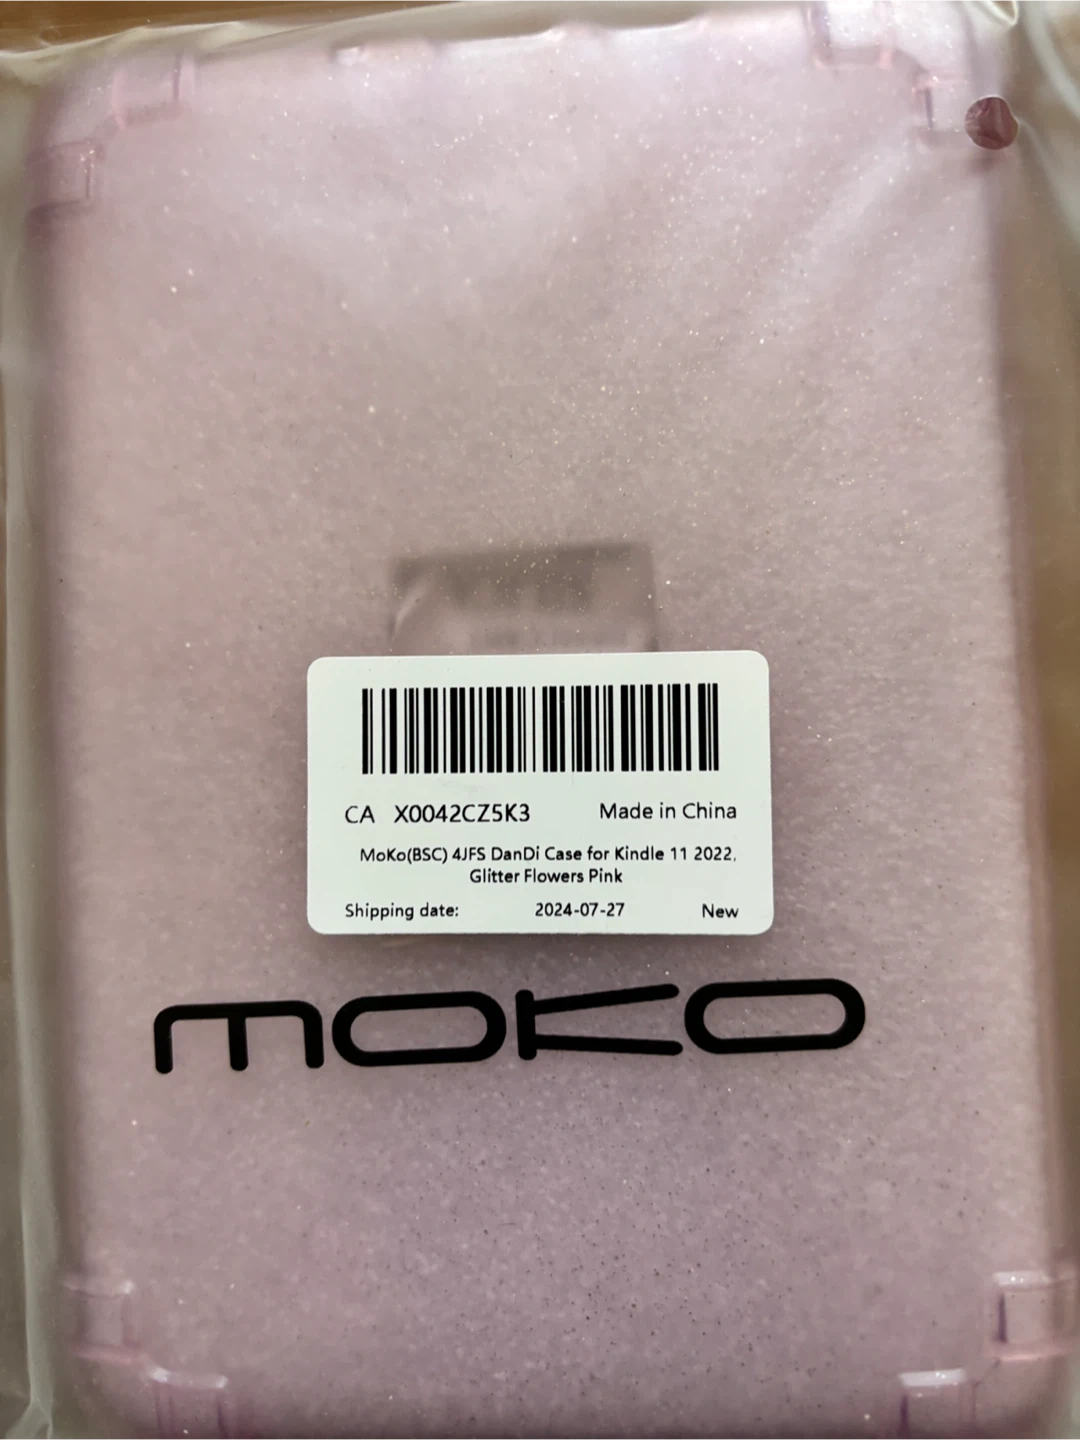 CA X0042CZ5K3 Made in China
MoKo(BSC) 4JFS DanDi Case for Kindle 11 2022,
Glitter Flowers Pink
Shipping date: 2024-07-27 New
moko